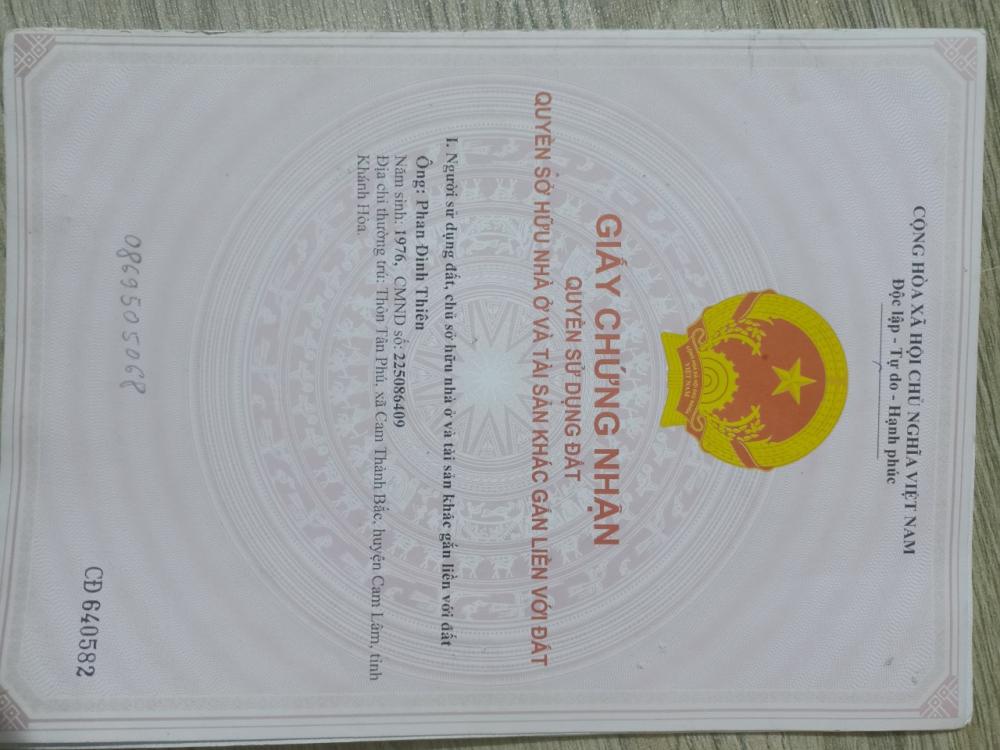 CỘNG HÒA XÃ HỘI CHỦ NGHĨA VIỆT NAM
Độc lập - Tự do - Hạnh phúc
VIỆT NAM
GIẤY CHỨNG NHẬN
QUYỀN SỬ DỤNG ĐẤT
QUYỀN SỞ HỮU NHÀ Ở VÀ TÀI SẢN KHÁC GẮN LIỀN VỚI ĐẤT
I. Người sử dụng đất, chủ sở hữu nhà ở và tài sản khác gắn liền với đất
Ông: Phan Đình Thiên
Năm sinh: 1976, CMND số: 225086409
Địa chỉ thường trú: Thôn Tân Phú, xã Cam Thành Bắc, huyện Cam Lâm, tỉnh
Khánh Hòa.
0869505068
CĐ 640582